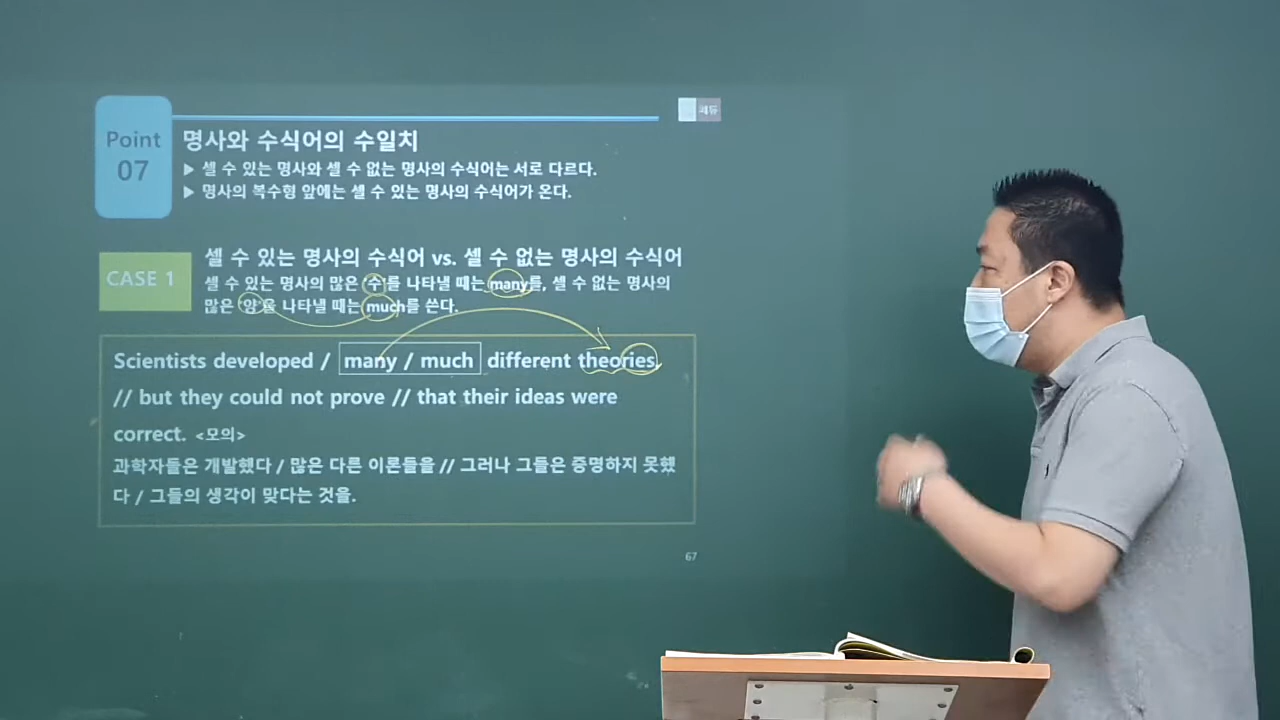 쎄듀
Point
07
명사와 수식어의 수일치
▶ 셀 수 있는 명사와 셀 수 없는 명사의 수식어는 서로 다르다.
▶ 명사의 복수형 앞에는 셀 수 있는 명사의 수식어가 온다.
CASE 1
셀 수 있는 명사의 수식어 vs. 셀 수 없는 명사의 수식어
셀 수 있는 명사의 많은 '수'를 나타낼 때는 many를, 셀 수 없는 명사의
많은 '양'을 나타낼 때는 much를 쓴다.
Scientists developed / many / much different theories,
// but they could not prove // that their ideas were
correct. <모의>
과학자들은 개발했다 / 많은 다른 이론들을 // 그러나 그들은 증명하지 못했
다 / 그들의 생각이 맞다는 것을.
67